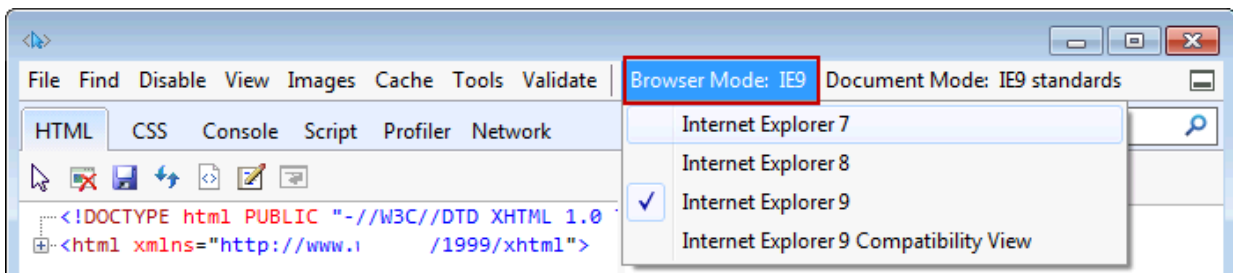 File Find Disable View Images Cache Tools Validate | Browser Mode: IE9 Document Mode: IE9 standards
HTML CSS Console Script Profiler Network
Internet Explorer 7
Internet Explorer 8
Internet Explorer 9
Internet Explorer 9 Compatibility View
<!DOCTYPE html PUBLIC "-//W3C//DTD XHTML 1.0
<html xmlns="http://www. /1999/xhtml">